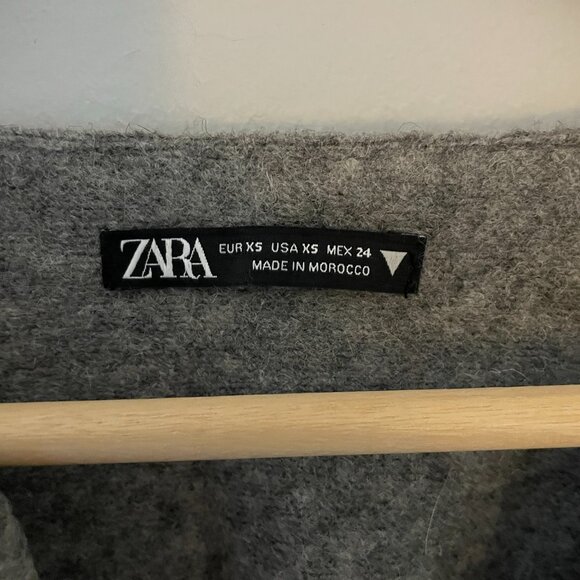 ZARA EUR XS USA XS MEX 24
MADE IN MOROCCO